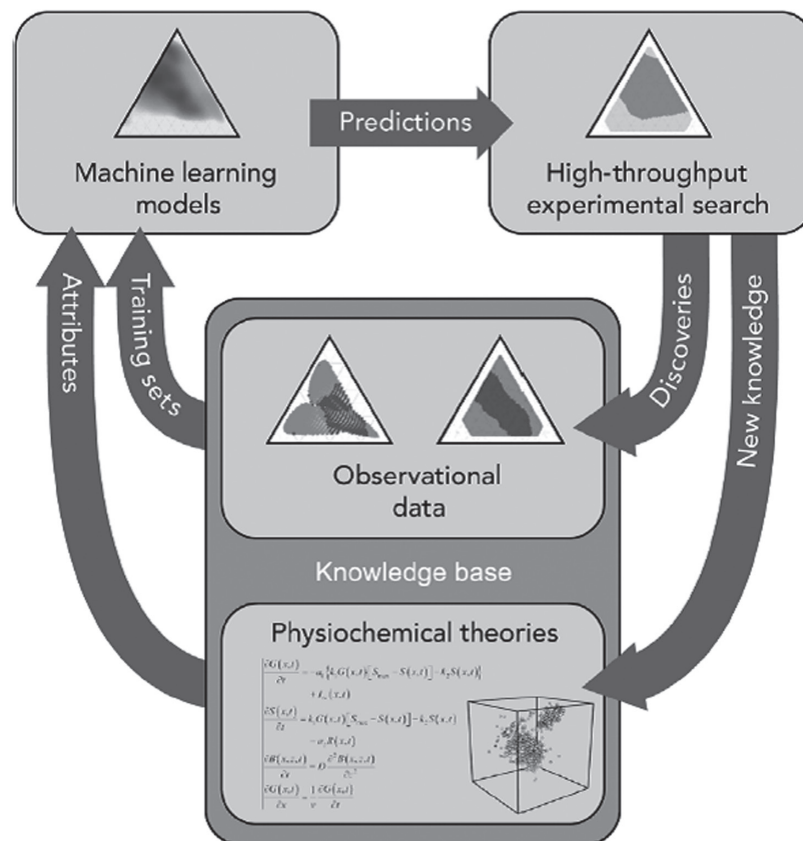 Machine learning
models
Predictions
High-throughput
experimental search
Attributes
Training sets
Discoveries
New knowledge
Observational
data
Knowledge base
Physiochemical theories